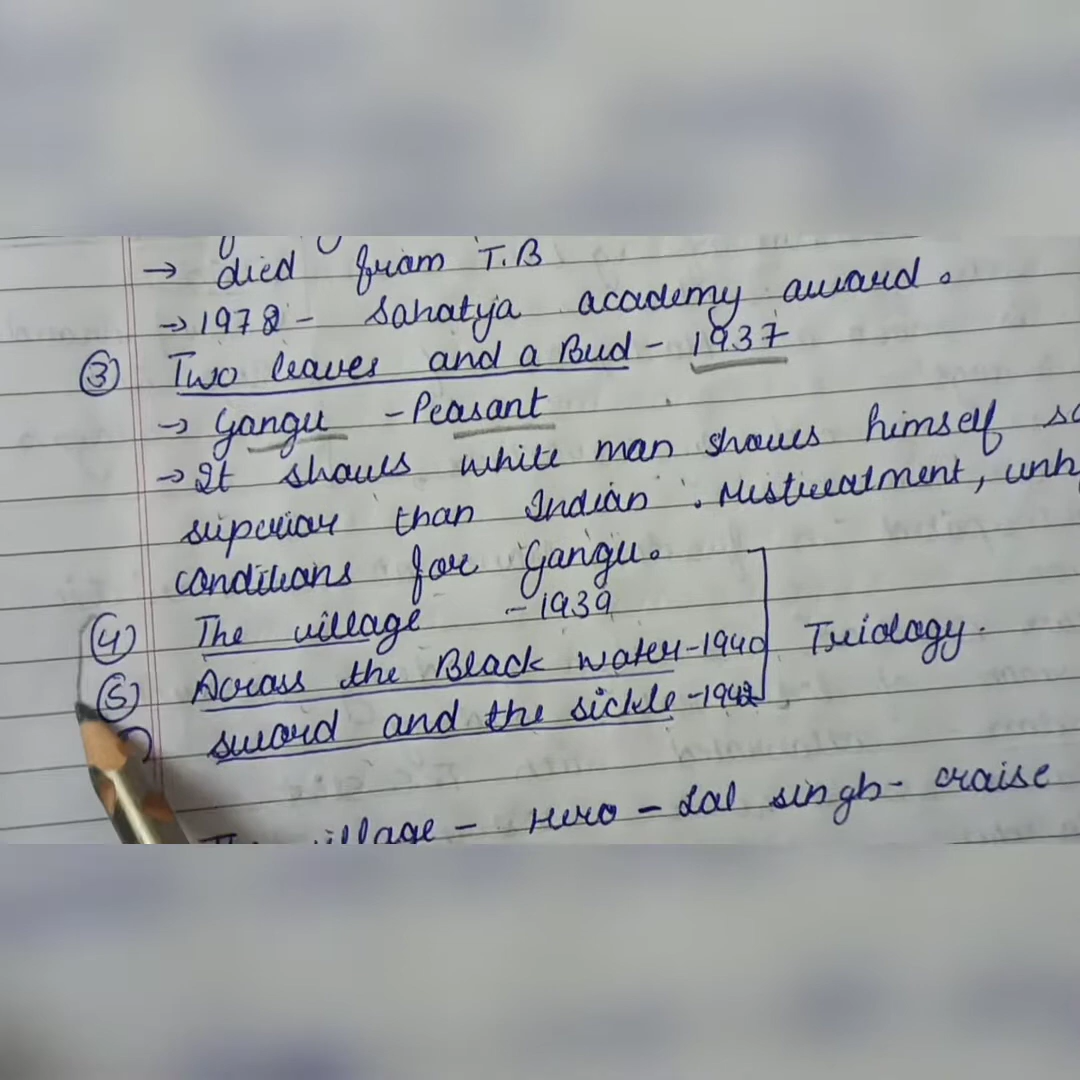 → died from T.B
→ 1978 - Sahatya academy award.
③ Two leaves and a Bud - 1937
→ Gangu - Peasant
→ It shows white man shows himself
superior than Indian. Mistreatment,
conditions for Gangu.
④ The village - 1939
⑤ Across the Black water - 1940 Triology.
sword and the sickle - 1942
village - Hero - Lal singh - craise